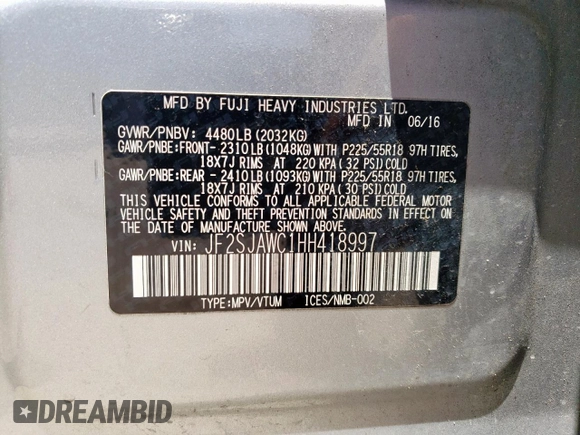 MFD BY FUJI HEAVY INDUSTRIES LTD.
MFD IN 06/16
GVWR/PNBV: 4480LB (2032KG)
GAWR/PNBE:FRONT- 2310LB (1048KG) WITH P225/55R18 97H TIRES,
18X7J RIMS AT 220 KPA ( 32 PSI) COLD
GAWR/PNBE:REAR - 2410LB (1093KG) WITH P225/55R18 97H TIRES,
18X7J RIMS AT 210 KPA ( 30 PSI) COLD
THIS VEHICLE CONFORMS TO ALL APPLICABLE FEDERAL MOTOR
VEHICLE SAFETY AND THEFT PREVENTION STANDARDS IN EFFECT ON
THE DATE OF MANUFACTURE SHOWN ABOVE.
VIN: JF2SJAWC1HH418997
TYPE:MPV/VTUM ICES/NMB-002
DREAMBID